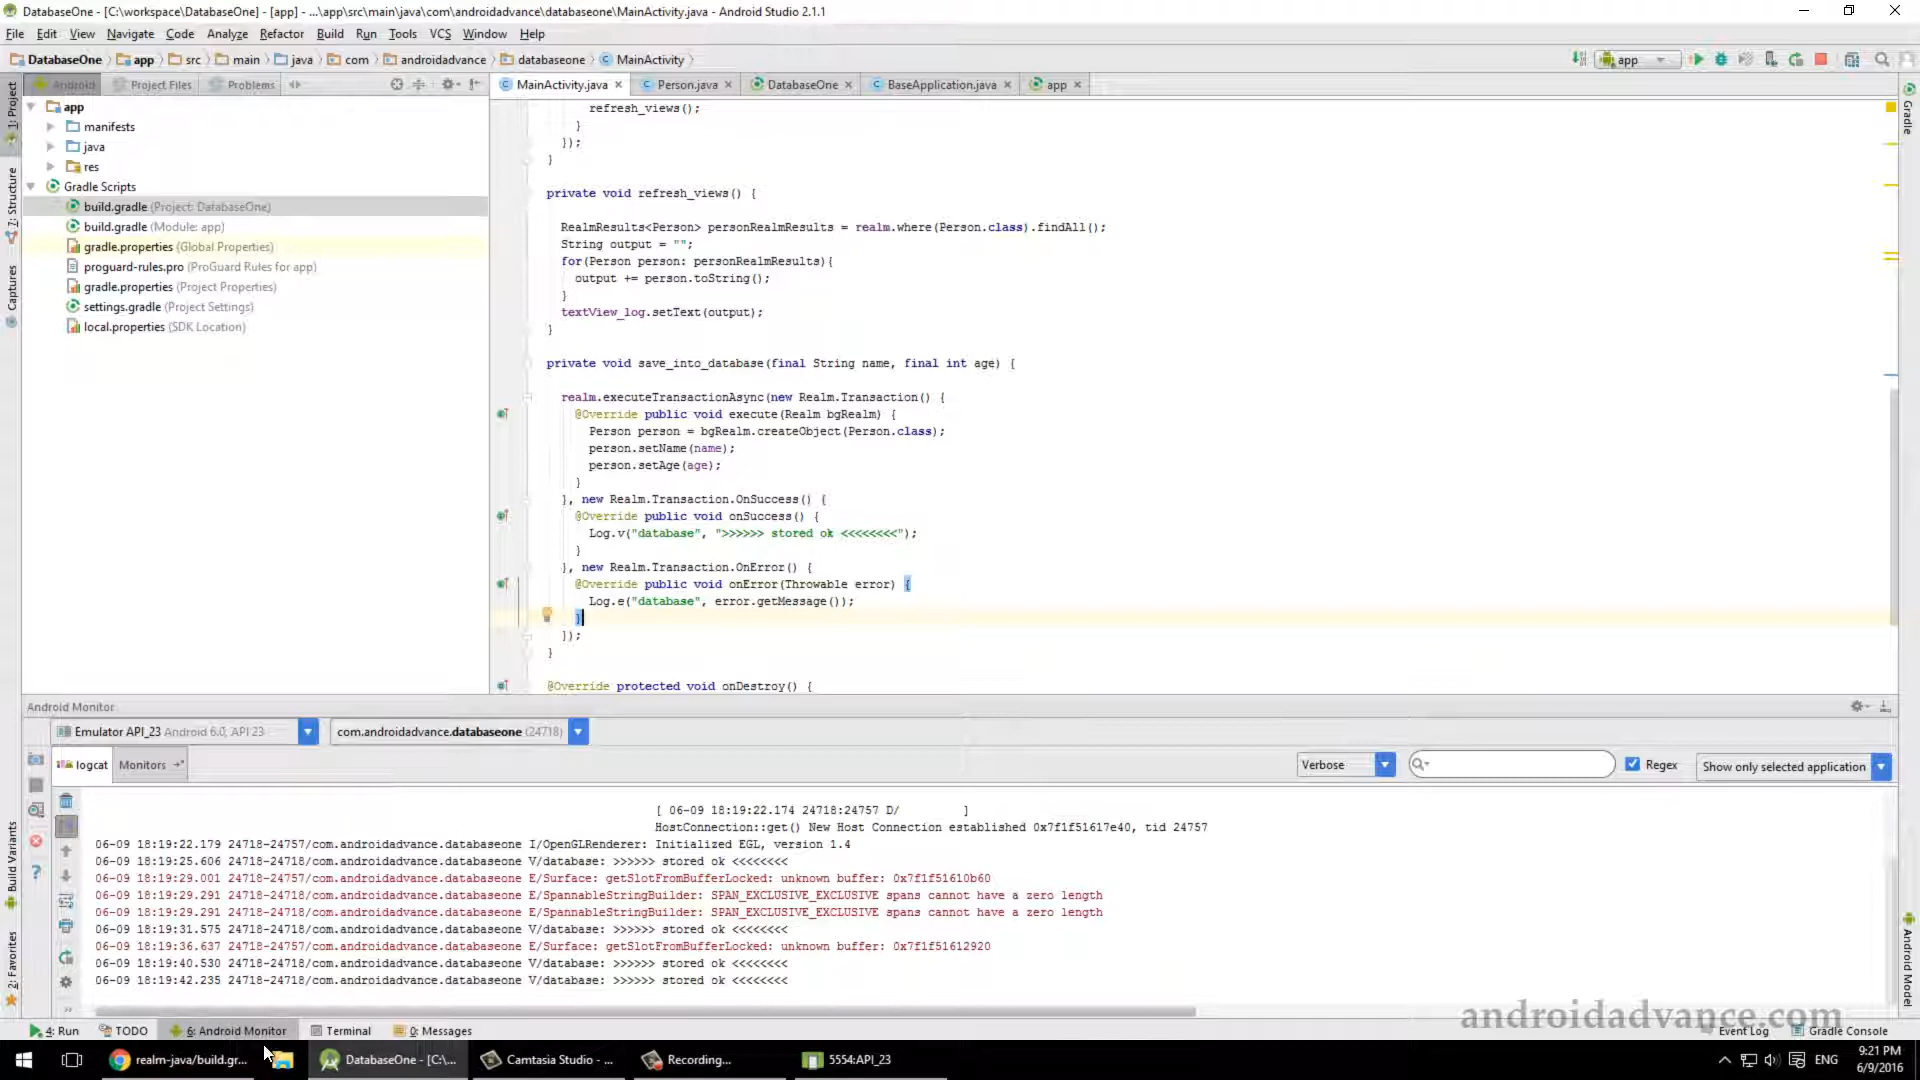 DatabaseOne - [C:\workspace\DatabaseOne] - [app] - ...\app\src\main\java\com\androidadvance\databaseone\MainActivity.java - Android Studio 2.1.1
File Edit View Navigate Code Analyze Refactor Build Run Tools VCS Window Help
DatabaseOne app src main java com androidadvance databaseone MainActivity
app
Android Project Files Problems
MainActivity.java Person.java DatabaseOne BaseApplication.java app
1: Project
7: Structure
Captures
Build Variants
2: Favorites
app
manifests
java
res
Gradle Scripts
build.gradle (Project: DatabaseOne)
build.gradle (Module: app)
gradle.properties (Global Properties)
proguard-rules.pro (ProGuard Rules for app)
gradle.properties (Project Properties)
settings.gradle (Project Settings)
local.properties (SDK Location)
refresh_views();
}
});
}
private void refresh_views() {
RealmResults<Person> personRealmResults = realm.where(Person.class).findAll();
String output = "";
for(Person person: personRealmResults){
output += person.toString();
}
textView_log.setText(output);
}
private void save_into_database(final String name, final int age) {
realm.executeTransactionAsync(new Realm.Transaction() {
@Override public void execute(Realm bgRealm) {
Person person = bgRealm.createObject(Person.class);
person.setName(name);
person.setAge(age);
}
}, new Realm.Transaction.OnSuccess() {
@Override public void onSuccess() {
Log.v("database", ">>>>>> stored ok <<<<<<<<");
}
}, new Realm.Transaction.OnError() {
@Override public void onError(Throwable error) {
Log.e("database", error.getMessage());
}
});
}
@Override protected void onDestroy() {
Gradle
Android Model
Android Monitor
Emulator API_23 Android 6.0, API 23
com.androidadvance.databaseone (24718)
logcat Monitors
Verbose
Regex
Show only selected application
[ 06-09 18:19:22.174 24718:24757 D/ ]
HostConnection::get() New Host Connection established 0x7f1f51617e40, tid 24757
06-09 18:19:22.179 24718-24757/com.androidadvance.databaseone I/OpenGLRenderer: Initialized EGL, version 1.4
06-09 18:19:25.606 24718-24718/com.androidadvance.databaseone V/database: >>>>>> stored ok <<<<<<<<
06-09 18:19:29.001 24718-24757/com.androidadvance.databaseone E/Surface: getSlotFromBufferLocked: unknown buffer: 0x7f1f51610b60
06-09 18:19:29.291 24718-24718/com.androidadvance.databaseone E/SpannableStringBuilder: SPAN_EXCLUSIVE_EXCLUSIVE spans cannot have a zero length
06-09 18:19:29.291 24718-24718/com.androidadvance.databaseone E/SpannableStringBuilder: SPAN_EXCLUSIVE_EXCLUSIVE spans cannot have a zero length
06-09 18:19:31.575 24718-24718/com.androidadvance.databaseone V/database: >>>>>> stored ok <<<<<<<<
06-09 18:19:36.637 24718-24757/com.androidadvance.databaseone E/Surface: getSlotFromBufferLocked: unknown buffer: 0x7f1f51612920
06-09 18:19:40.530 24718-24718/com.androidadvance.databaseone V/database: >>>>>> stored ok <<<<<<<<
06-09 18:19:42.235 24718-24718/com.androidadvance.databaseone V/database: >>>>>> stored ok <<<<<<<<
androidadvance.com
4: Run TODO 6: Android Monitor Terminal 0: Messages Event Log Gradle Console
realm-java/build.gr... DatabaseOne - [C:\... Camtasia Studio - ... Recording... 5554:API_23
ENG
9:21 PM
6/9/2016